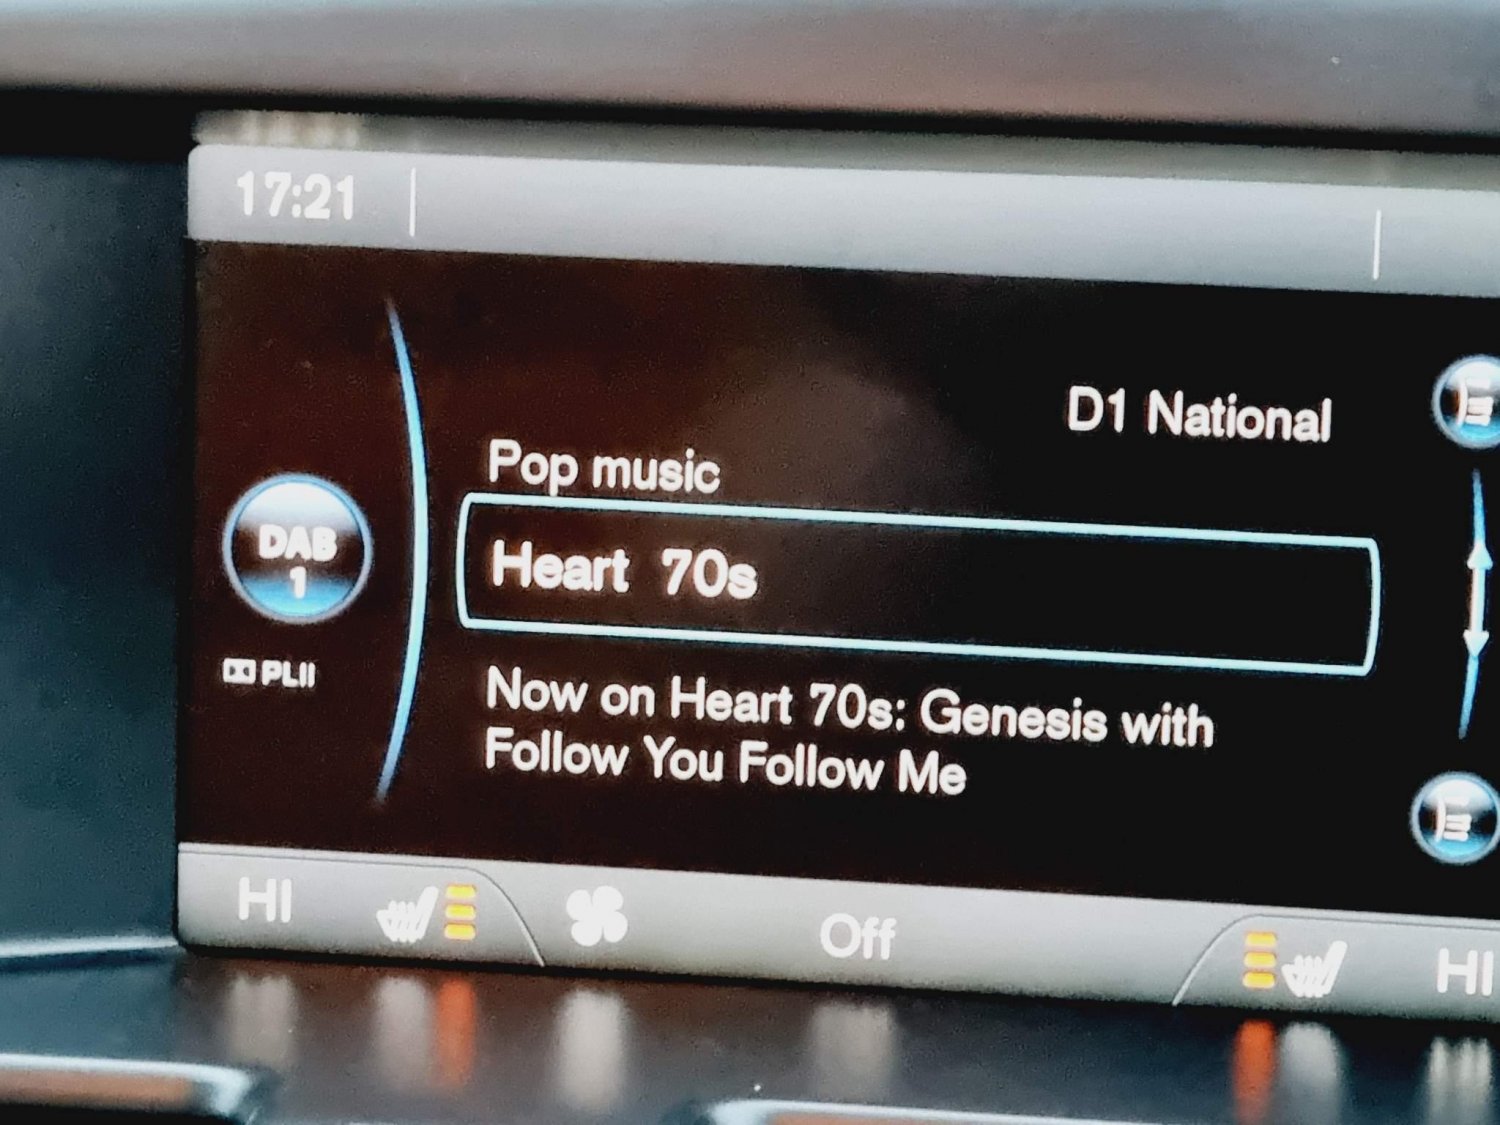 17:21
D1 National
Pop music
DAB
1
Heart 70s
PLII
Now on Heart 70s: Genesis with
Follow You Follow Me
HI
Off
HI